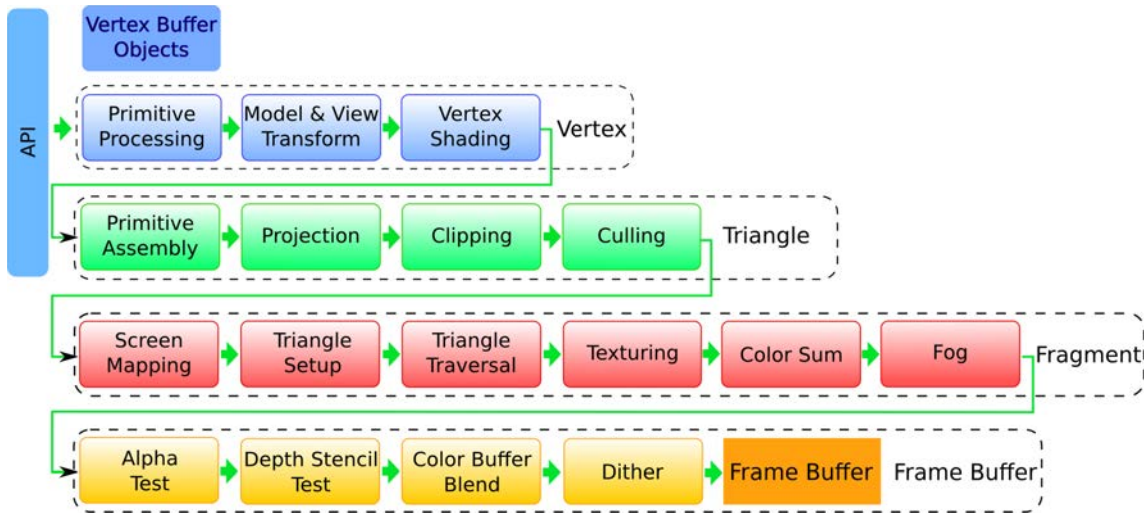 API
Vertex Buffer
Objects
Primitive
Processing
Model & View
Transform
Vertex
Shading
Vertex
Primitive
Assembly
Projection
Clipping
Culling
Triangle
Screen
Mapping
Triangle
Setup
Triangle
Traversal
Texturing
Color Sum
Fog
Fragment
Alpha
Test
Depth Stencil
Test
Color Buffer
Blend
Dither
Frame Buffer
Frame Buffer